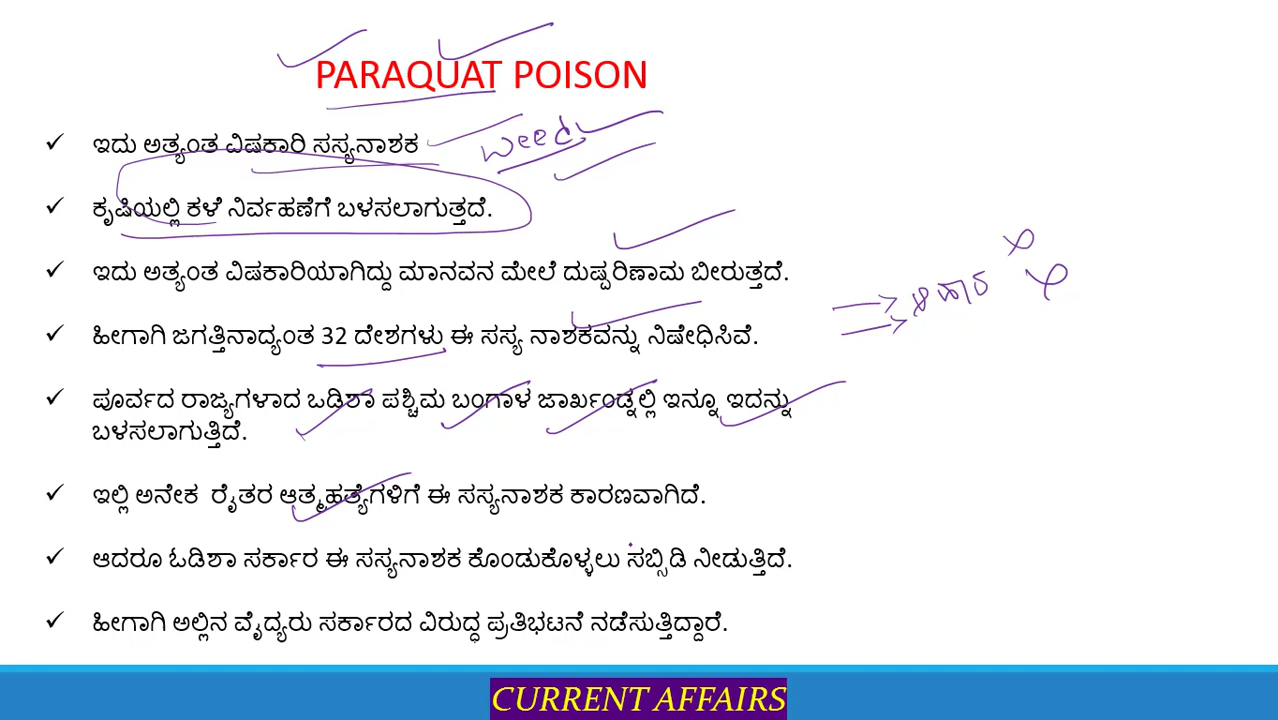 PARAQUAT POISON
ಇದು ಅತ್ಯಂತ ವಿಷಕಾರಿ ಸಸ್ಯನಾಶಕ weed
ಕೃಷಿಯಲ್ಲಿ ಕಳೆ ನಿರ್ವಹಣೆಗೆ ಬಳಸಲಾಗುತ್ತದೆ.
ಇದು ಅತ್ಯಂತ ವಿಷಕಾರಿಯಾಗಿದ್ದು ಮಾನವನ ಮೇಲೆ ದುಷ್ಪರಿಣಾಮ ಬೀರುತ್ತದೆ.
ಹೀಗಾಗಿ ಜಗತ್ತಿನಾದ್ಯಂತ 32 ದೇಶಗಳು ಈ ಸಸ್ಯ ನಾಶಕವನ್ನು ನಿಷೇಧಿಸಿವೆ.
ಪೂರ್ವದ ರಾಜ್ಯಗಳಾದ ಒಡಿಶಾ ಪಶ್ಚಿಮ ಬಂಗಾಳ ಜಾರ್ಖಂಡ್ನಲ್ಲಿ ಇನ್ನೂ ಇದನ್ನು
ಬಳಸಲಾಗುತ್ತಿದೆ.
ಇಲ್ಲಿ ಅನೇಕ ರೈತರ ಆತ್ಮಹತ್ಯೆಗಳಿಗೆ ಈ ಸಸ್ಯನಾಶಕ ಕಾರಣವಾಗಿದೆ.
ಆದರೂ ಓಡಿಶಾ ಸರ್ಕಾರ ಈ ಸಸ್ಯನಾಶಕ ಕೊಂಡುಕೊಳ್ಳಲು ಸಬ್ಸಿಡಿ ನೀಡುತ್ತಿದೆ.
ಹೀಗಾಗಿ ಅಲ್ಲಿನ ವೈದ್ಯರು ಸರ್ಕಾರದ ವಿರುದ್ಧ ಪ್ರತಿಭಟನೆ ನಡೆಸುತ್ತಿದ್ದಾರೆ.
CURRENT AFFAIRS